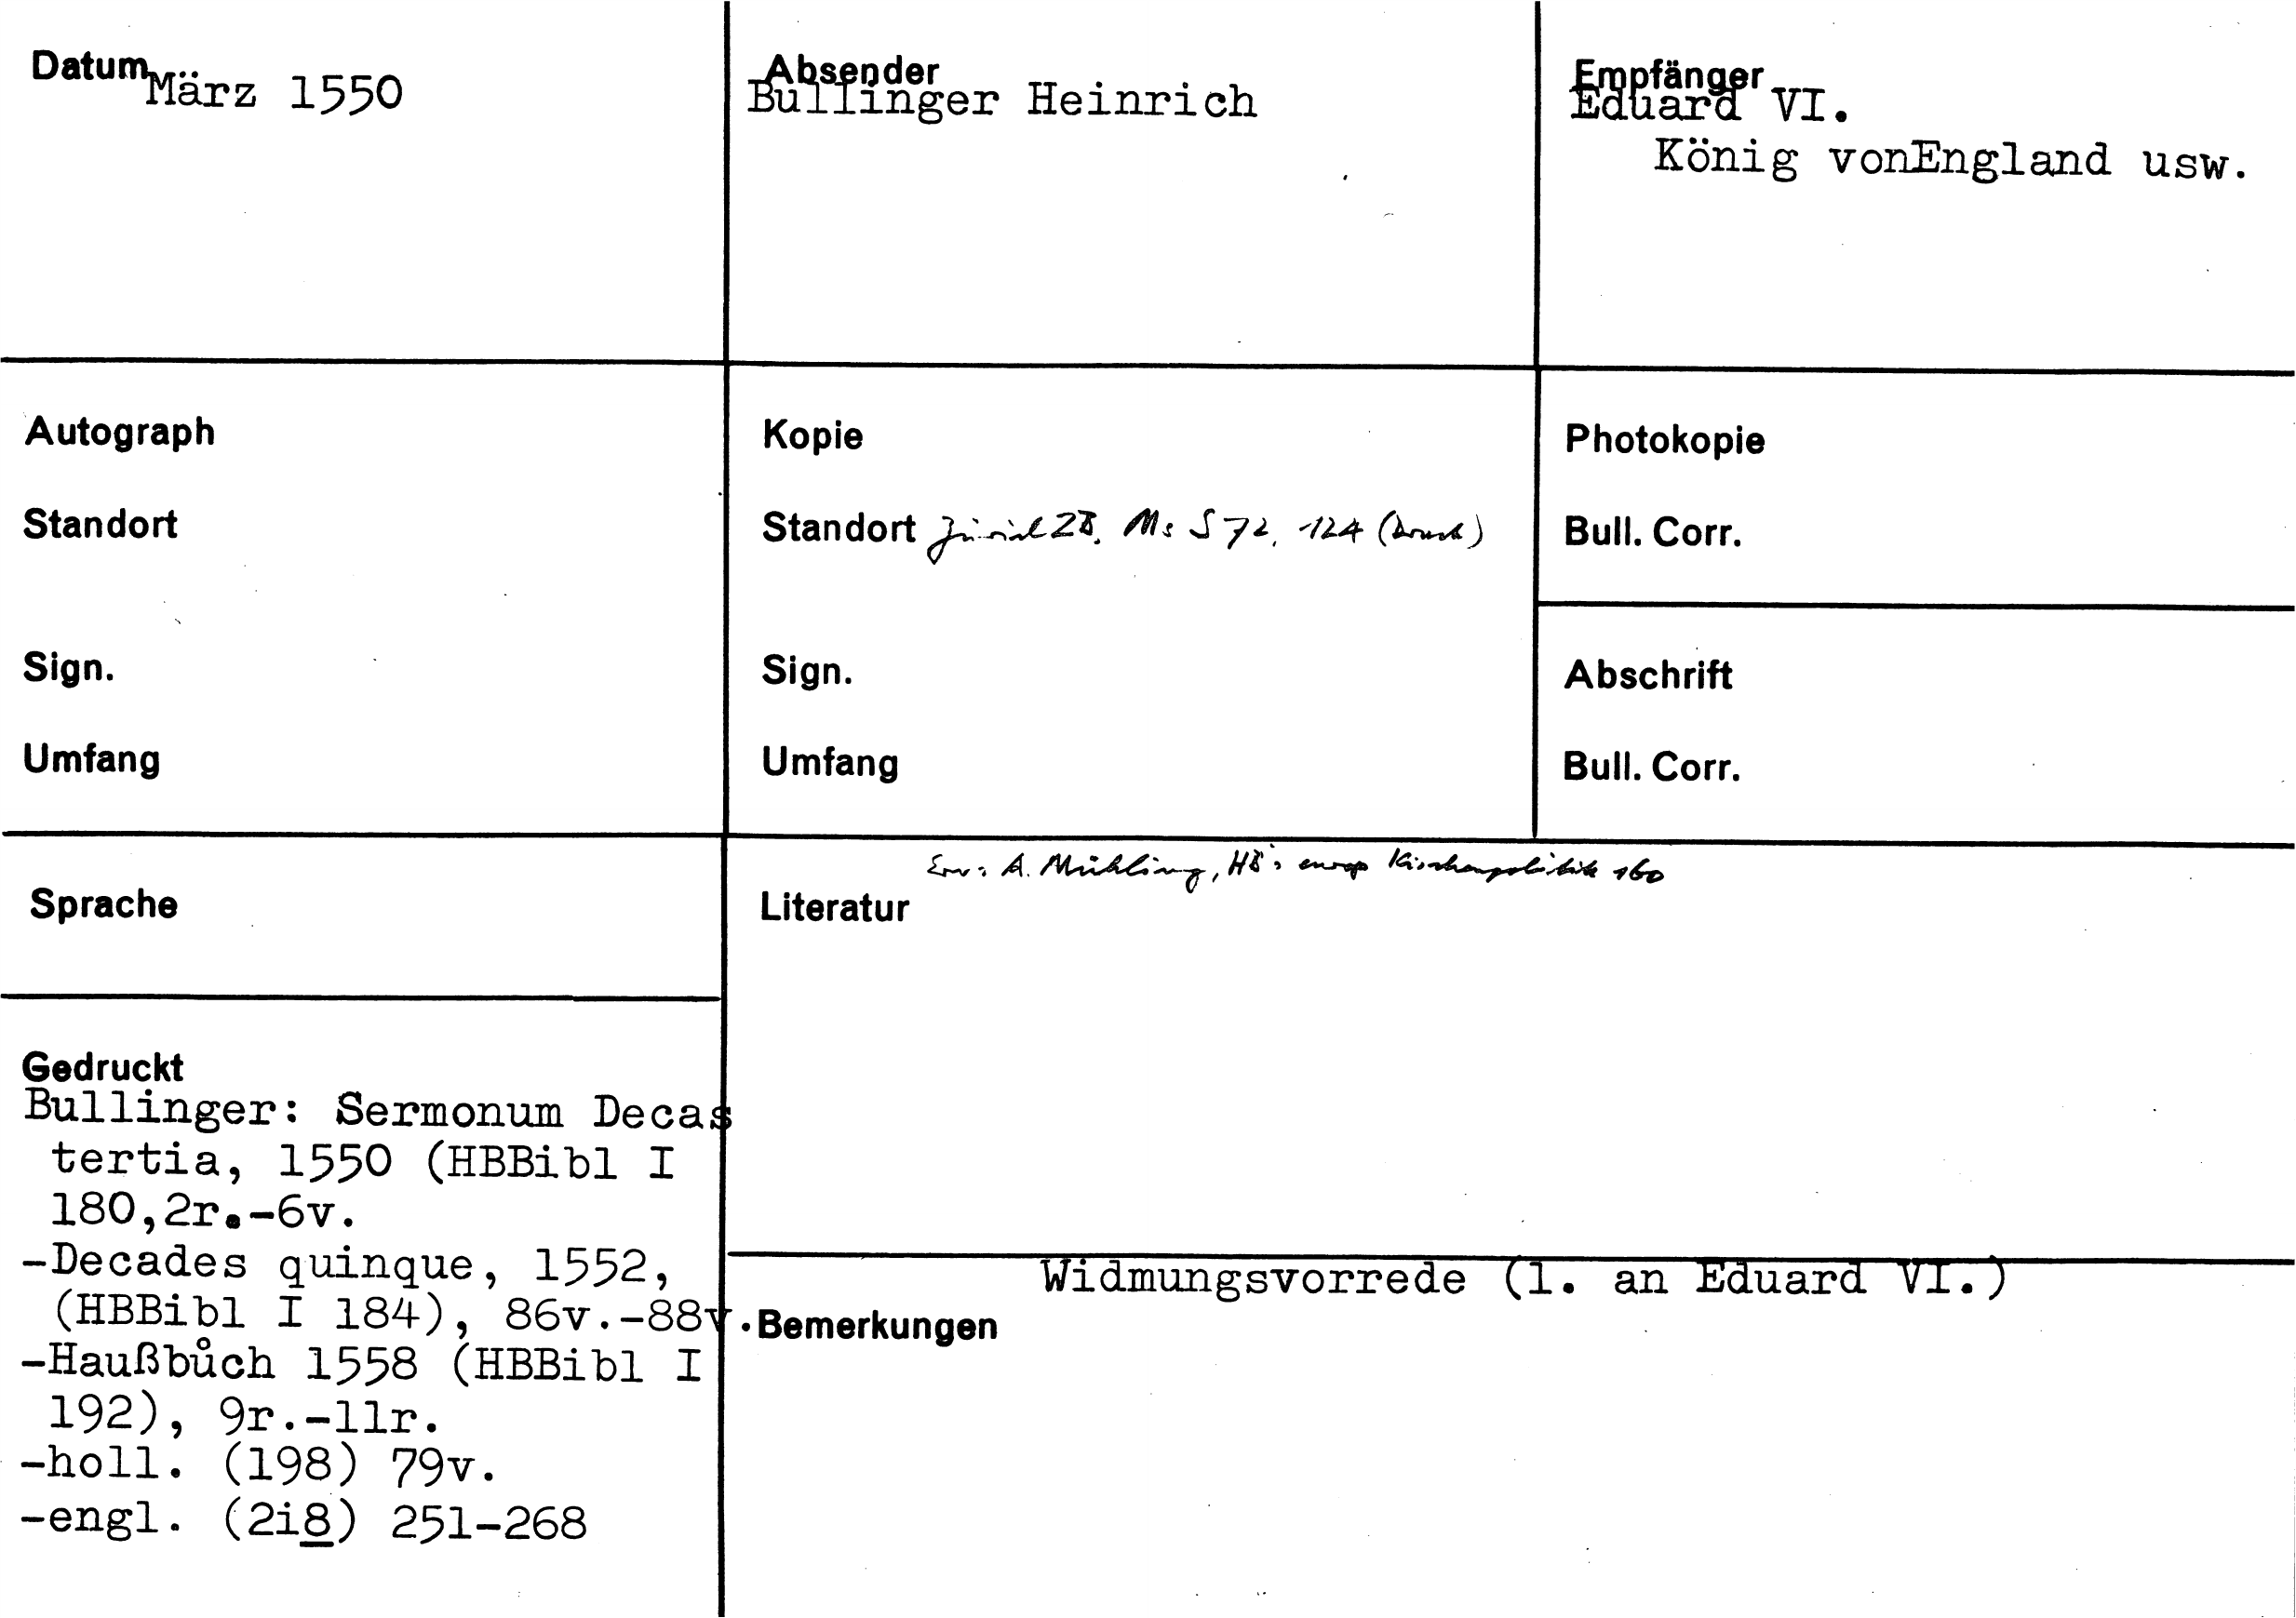 Datum
März 1550
Absender
Bullinger Heinrich
Empfänger
Eduard VI.
König vonEngland usw.
Autograph
Standort
Sign.
Umfang
Kopie
Standort Zürich ZB, Ms S 72, 124 (Druck)
Sign.
Umfang
Photokopie
Bull. Corr.
Abschrift
Bull. Corr.
Sprache
Erw: A. Mühling, HB's europ Kirchenpolitik 160
Literatur
Gedruckt
Bullinger: Sermonum Decas
tertia, 1550 (HBBibl I
180,2r.-6v.
-Decades quinque, 1552,
(HBBibl I 184), 86v.-88v.
-Haußbůch 1558 (HBBibl I
192), 9r.-11r.
-holl. (198) 79v.
-engl. (2i8) 251-268
Widmungsvorrede (1. an Eduard VI.)
Bemerkungen